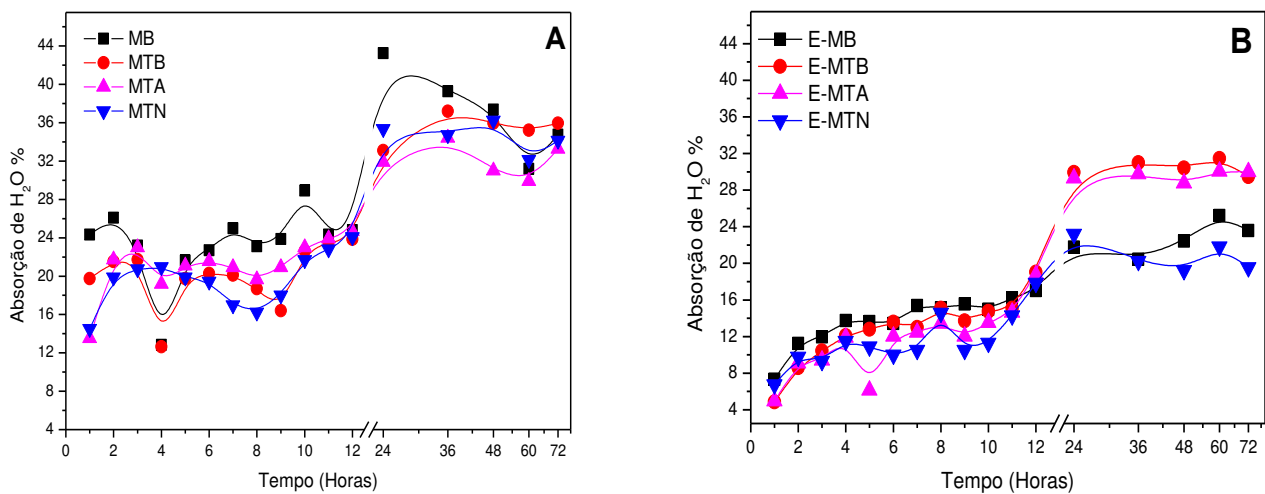 A
MB
MTB
MTA
MTN
Absorção de H₂O %
44
40
36
32
28
24
20
16
12
8
4
0 2 4 6 8 10 12 24 36 48 60 72
Tempo (Horas)
B
E-MB
E-MTB
E-MTA
E-MTN
Absorção de H₂O %
44
40
36
32
28
24
20
16
12
8
4
0 2 4 6 8 10 12 24 36 48 60 72
Tempo (Horas)